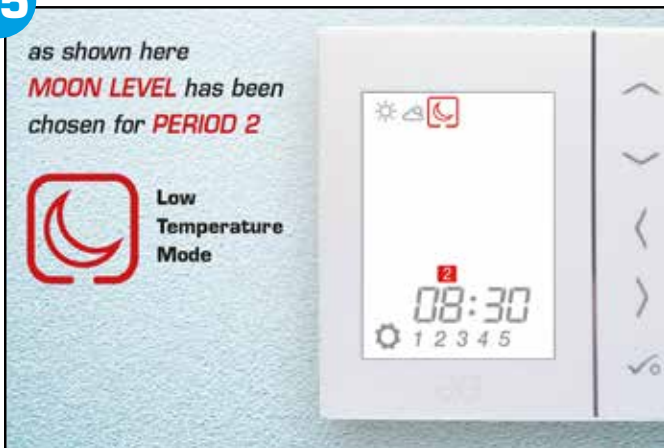 5
as shown here
MOON LEVEL has been
chosen for PERIOD 2
Low
Temperature
Mode
2
08:30
1 2 3 4 5